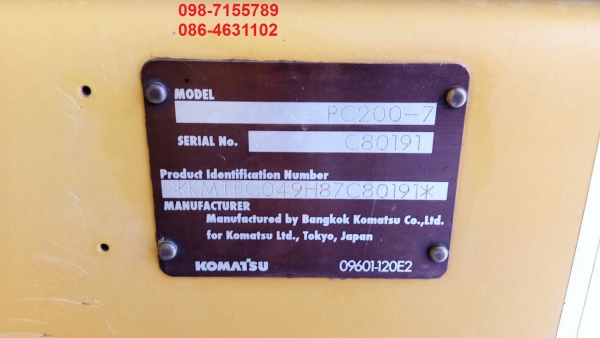 098-7155789
086-4631102
MODEL
PC200-7
SERIAL No.
C80191
Product Identification Number
*KMTPC049H87C80191*
MANUFACTURER
Manufactured by Bangkok Komatsu Co.,Ltd.
for Komatsu Ltd., Tokyo, Japan
KOMATSU 09601-120E2